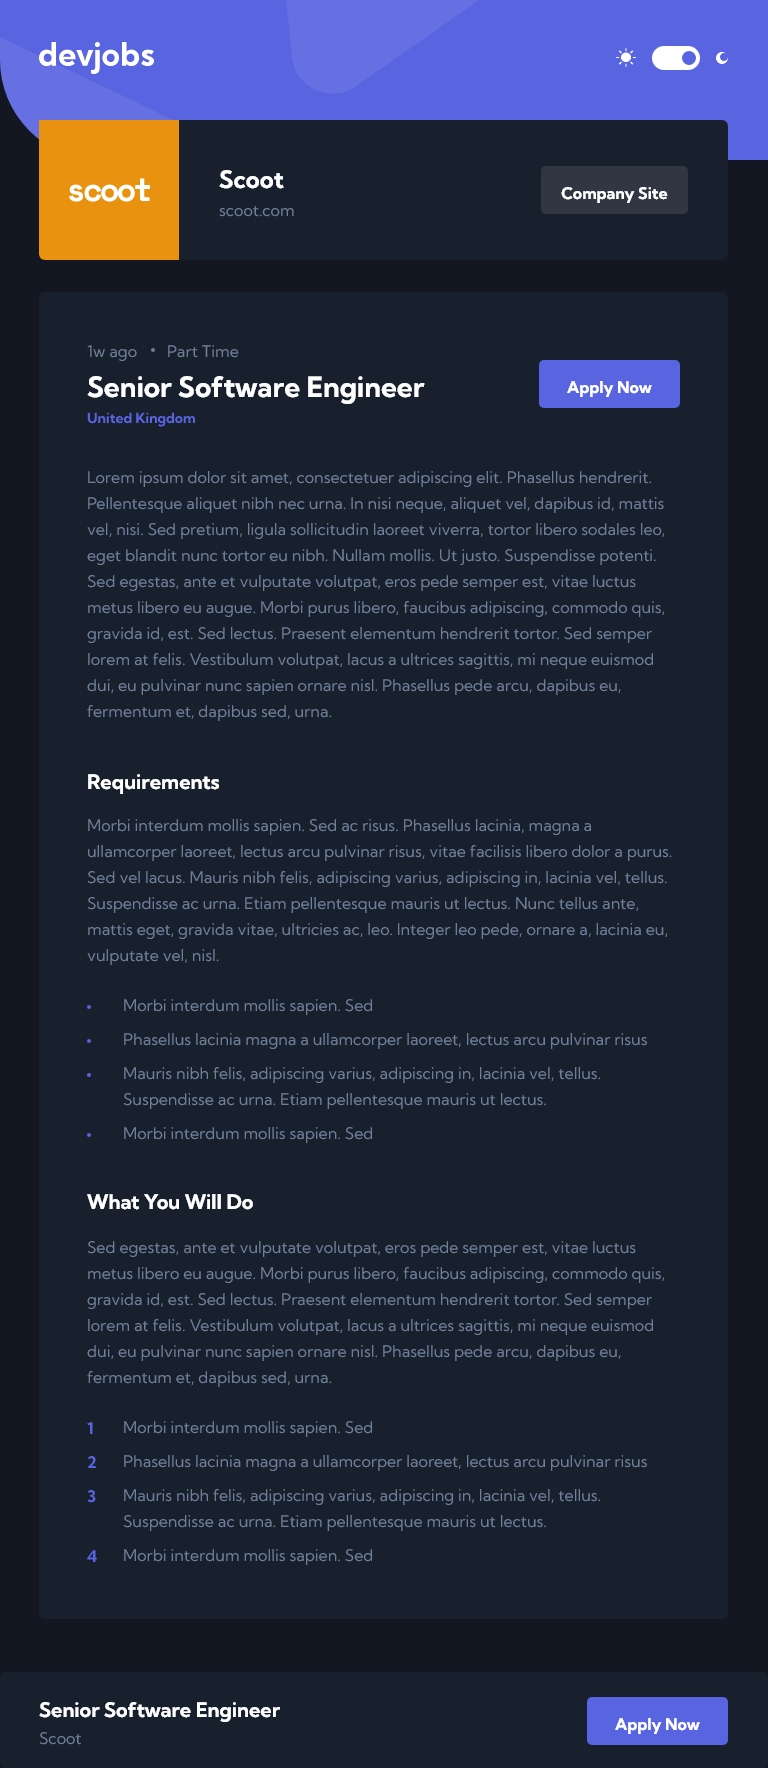 devjobs
scoot
Scoot
scoot.com
Company Site
1w ago • Part Time
Senior Software Engineer
United Kingdom
Apply Now
Lorem ipsum dolor sit amet, consectetuer adipiscing elit. Phasellus hendrerit.
Pellentesque aliquet nibh nec urna. In nisi neque, aliquet vel, dapibus id, mattis
vel, nisi. Sed pretium, ligula sollicitudin laoreet viverra, tortor libero sodales leo,
eget blandit nunc tortor eu nibh. Nullam mollis. Ut justo. Suspendisse potenti.
Sed egestas, ante et vulputate volutpat, eros pede semper est, vitae luctus
metus libero eu augue. Morbi purus libero, faucibus adipiscing, commodo quis,
gravida id, est. Sed lectus. Praesent elementum hendrerit tortor. Sed semper
lorem at felis. Vestibulum volutpat, lacus a ultrices sagittis, mi neque euismod
dui, eu pulvinar nunc sapien ornare nisl. Phasellus pede arcu, dapibus eu,
fermentum et, dapibus sed, urna.
Requirements
Morbi interdum mollis sapien. Sed ac risus. Phasellus lacinia, magna a
ullamcorper laoreet, lectus arcu pulvinar risus, vitae facilisis libero dolor a purus.
Sed vel lacus. Mauris nibh felis, adipiscing varius, adipiscing in, lacinia vel, tellus.
Suspendisse ac urna. Etiam pellentesque mauris ut lectus. Nunc tellus ante,
mattis eget, gravida vitae, ultricies ac, leo. Integer leo pede, ornare a, lacinia eu,
vulputate vel, nisl.
• Morbi interdum mollis sapien. Sed
• Phasellus lacinia magna a ullamcorper laoreet, lectus arcu pulvinar risus
• Mauris nibh felis, adipiscing varius, adipiscing in, lacinia vel, tellus.
Suspendisse ac urna. Etiam pellentesque mauris ut lectus.
• Morbi interdum mollis sapien. Sed
What You Will Do
Sed egestas, ante et vulputate volutpat, eros pede semper est, vitae luctus
metus libero eu augue. Morbi purus libero, faucibus adipiscing, commodo quis,
gravida id, est. Sed lectus. Praesent elementum hendrerit tortor. Sed semper
lorem at felis. Vestibulum volutpat, lacus a ultrices sagittis, mi neque euismod
dui, eu pulvinar nunc sapien ornare nisl. Phasellus pede arcu, dapibus eu,
fermentum et, dapibus sed, urna.
1 Morbi interdum mollis sapien. Sed
2 Phasellus lacinia magna a ullamcorper laoreet, lectus arcu pulvinar risus
3 Mauris nibh felis, adipiscing varius, adipiscing in, lacinia vel, tellus.
Suspendisse ac urna. Etiam pellentesque mauris ut lectus.
4 Morbi interdum mollis sapien. Sed
Senior Software Engineer
Scoot
Apply Now